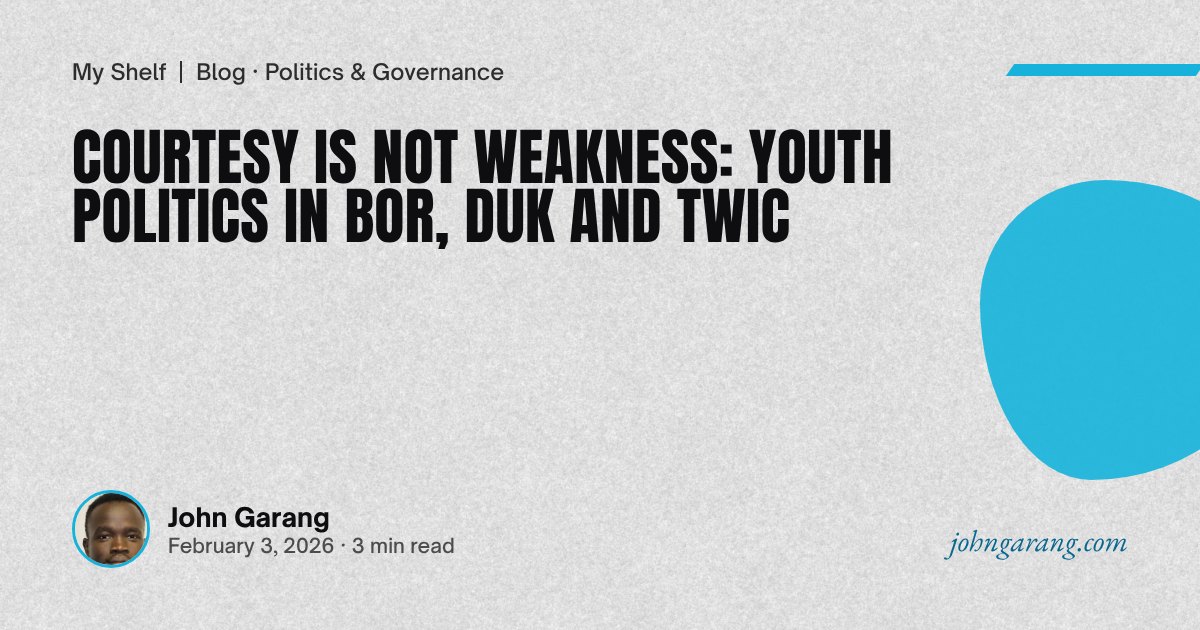 My Shelf | Blog · Politics & Governance
COURTESY IS NOT WEAKNESS: YOUTH
POLITICS IN BOR, DUK AND TWIC
John Garang
February 3, 2026 · 3 min read
johngarang.com